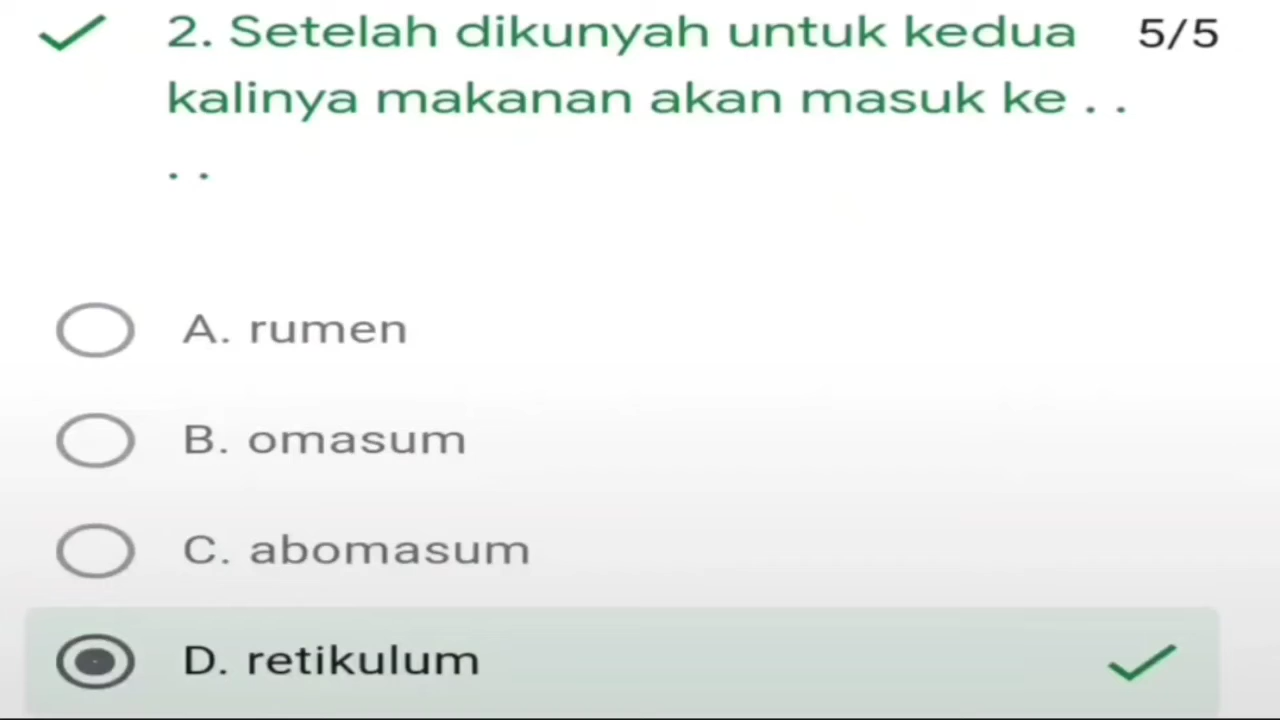 2. Setelah dikunyah untuk kedua 5/5
kalinya makanan akan masuk ke . .
. .
A. rumen
B. omasum
C. abomasum
D. retikulum